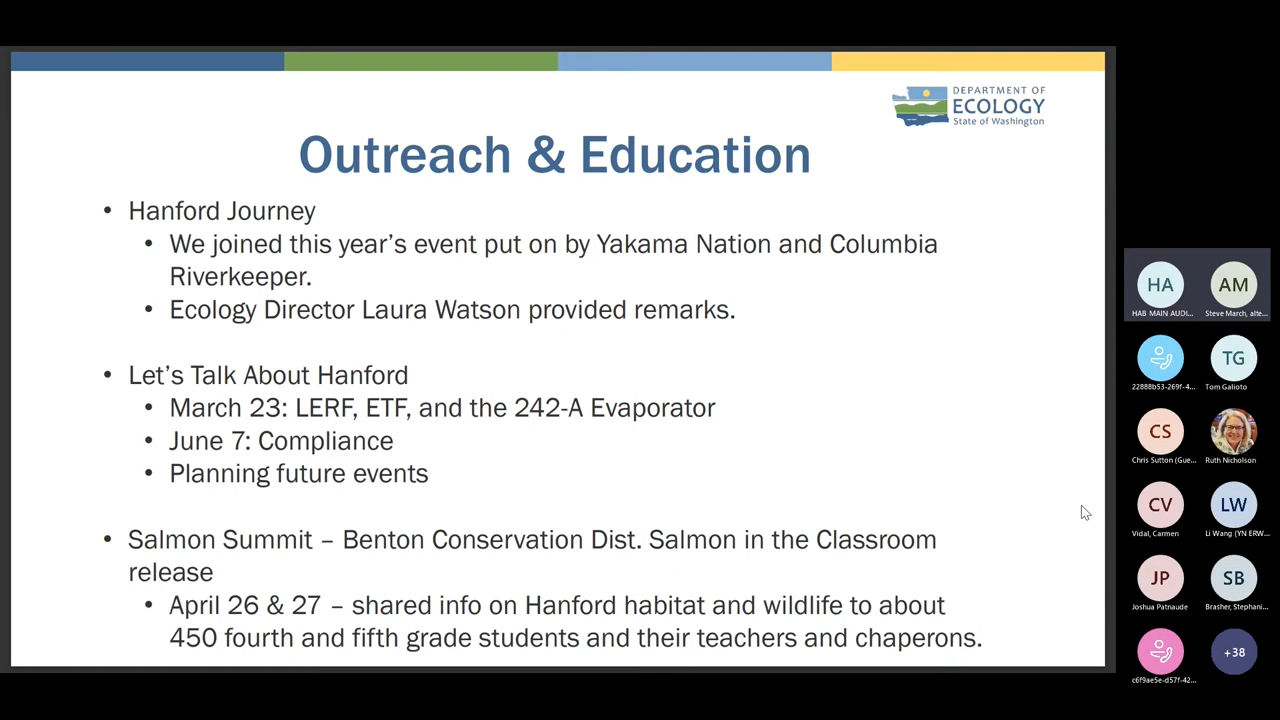 DEPARTMENT OF
ECOLOGY
State of Washington
Outreach & Education
• Hanford Journey
• We joined this year's event put on by Yakama Nation and Columbia
Riverkeeper.
• Ecology Director Laura Watson provided remarks.
• Let's Talk About Hanford
• March 23: LERF, ETF, and the 242-A Evaporator
• June 7: Compliance
• Planning future events
• Salmon Summit – Benton Conservation Dist. Salmon in the Classroom
release
• April 26 & 27 – shared info on Hanford habitat and wildlife to about
450 fourth and fifth grade students and their teachers and chaperons.
HA AM
HAB MAIN AUDI... Steve March, alte...
TG
22888b53-269f-4... Tom Galioto
CS
Chris Sutton (Gue... Ruth Nicholson
CV LW
Vidal, Carmen Li Wang (YN ERW...
JP SB
Joshua Patnaude Brasher, Stephani...
+38
c6f9ae5e-d57f-42...